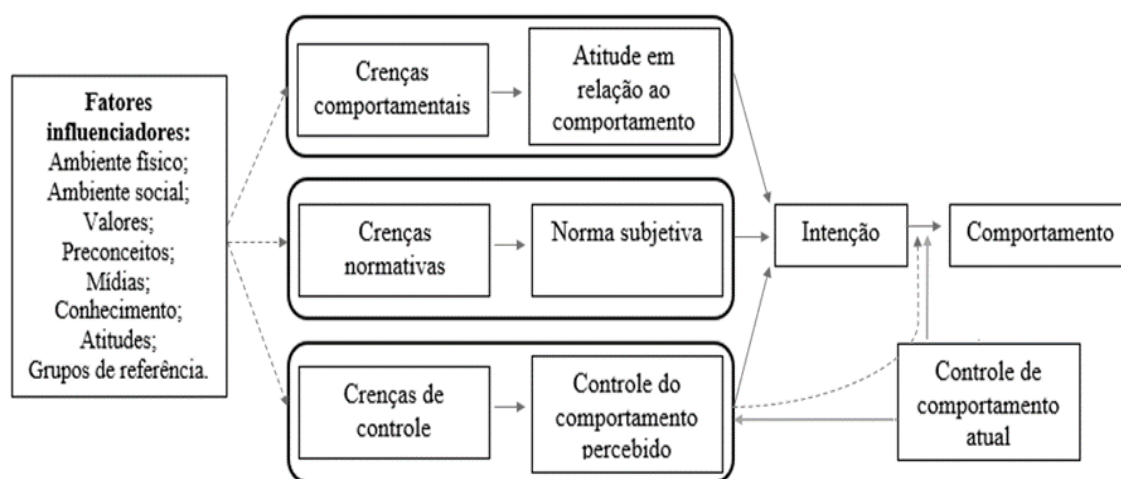 Fatores
influenciadores:
Ambiente físico;
Ambiente social;
Valores;
Preconceitos;
Mídias;
Conhecimento;
Atitudes;
Grupos de referência.
Crenças
comportamentais
Atitude em
relação ao
comportamento
Crenças
normativas
Norma subjetiva
Crenças de
controle
Controle do
comportamento
percebido
Intenção
Comportamento
Controle de
comportamento
atual